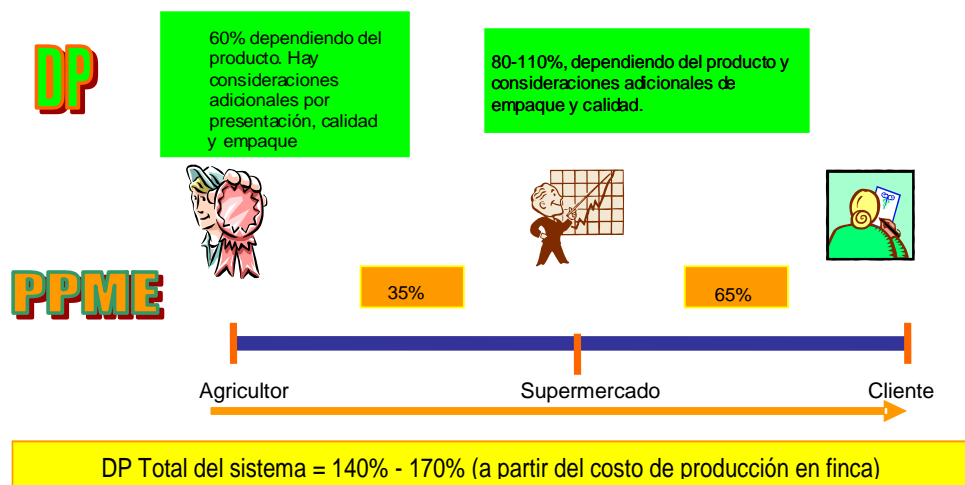 DP
60% dependiendo del
producto. Hay
consideraciones
adicionales por
presentación, calidad
y empaque
80-110%, dependiendo del producto y
consideraciones adicionales de
empaque y calidad.
PPME
35%
65%
Agricultor
Supermercado
Cliente
DP Total del sistema = 140% - 170% (a partir del costo de producción en finca)